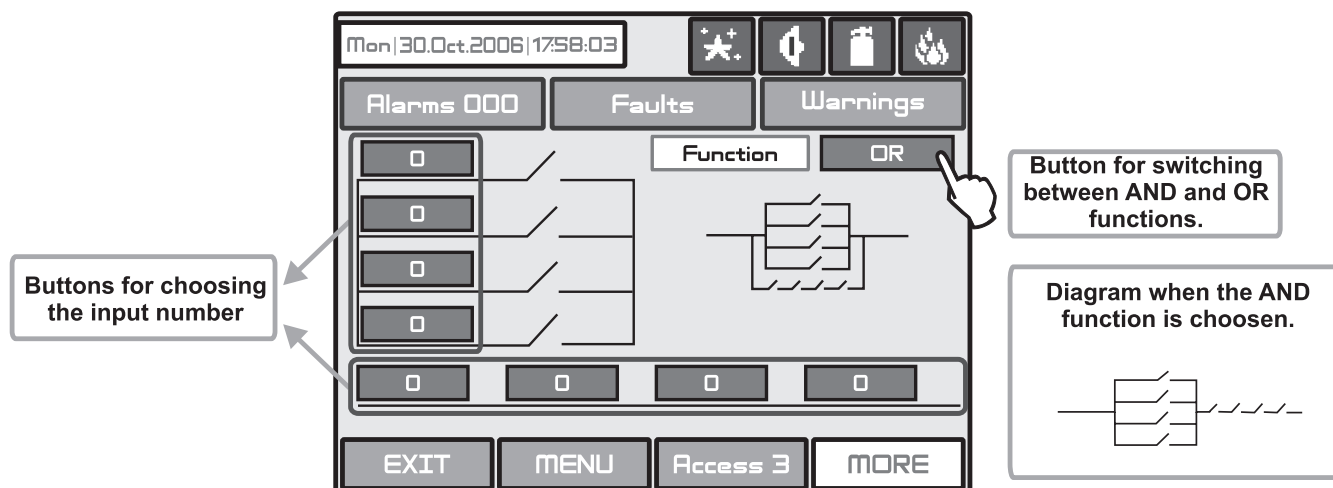 Mon|30.Oct.2006|17:58:03
Alarms 000
Faults
Warnings
0
Function
OR
0
0
0
0
0
0
0
EXIT
MENU
Access 3
MORE
Buttons for choosing
the input number
Button for switching
between AND and OR
functions.
Diagram when the AND
function is choosen.